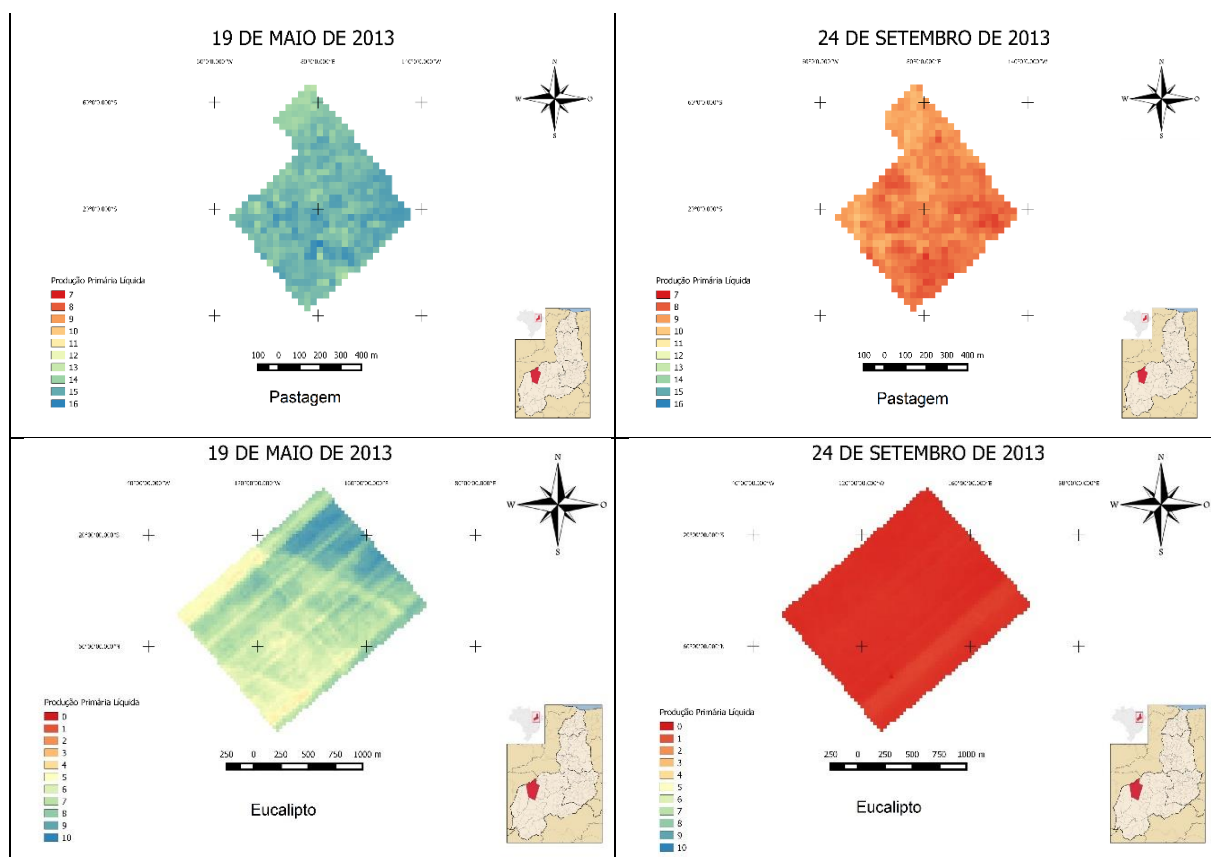 19 DE MAIO DE 2013
N
W O
S
Produção Primária Líquida
7
8
9
10
11
12
13
14
15
16
100 0 100 200 300 400 m
Pastagem
24 DE SETEMBRO DE 2013
N
W O
S
Produção Primária Líquida
7
8
9
10
11
12
13
14
15
16
100 0 100 200 300 400 m
Pastagem
19 DE MAIO DE 2013
N
W O
S
Produção Primária Líquida
0
1
2
3
4
5
6
7
8
9
10
250 0 250 500 750 1000 m
Eucalipto
24 DE SETEMBRO DE 2013
N
W O
S
Produção Primária Líquida
0
1
2
3
4
5
6
7
8
9
10
250 0 250 500 750 1000 m
Eucalipto